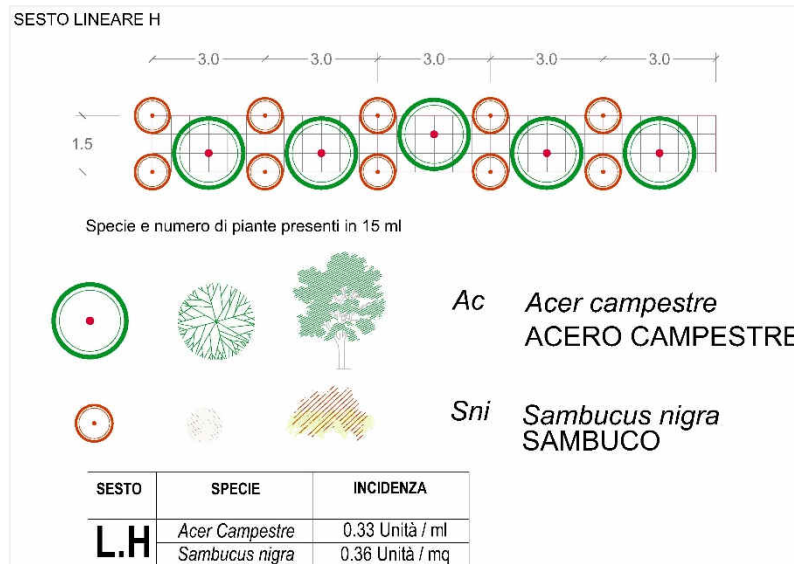 SESTO LINEARE H
3.0 3.0 3.0 3.0 3.0
1.5
Specie e numero di piante presenti in 15 ml
Ac Acer campestre
ACERO CAMPESTRE
Sni Sambucus nigra
SAMBUCO
SESTO SPECIE INCIDENZA
L.H Acer Campestre 0.33 Unità / ml
Sambucus nigra 0.36 Unità / mq